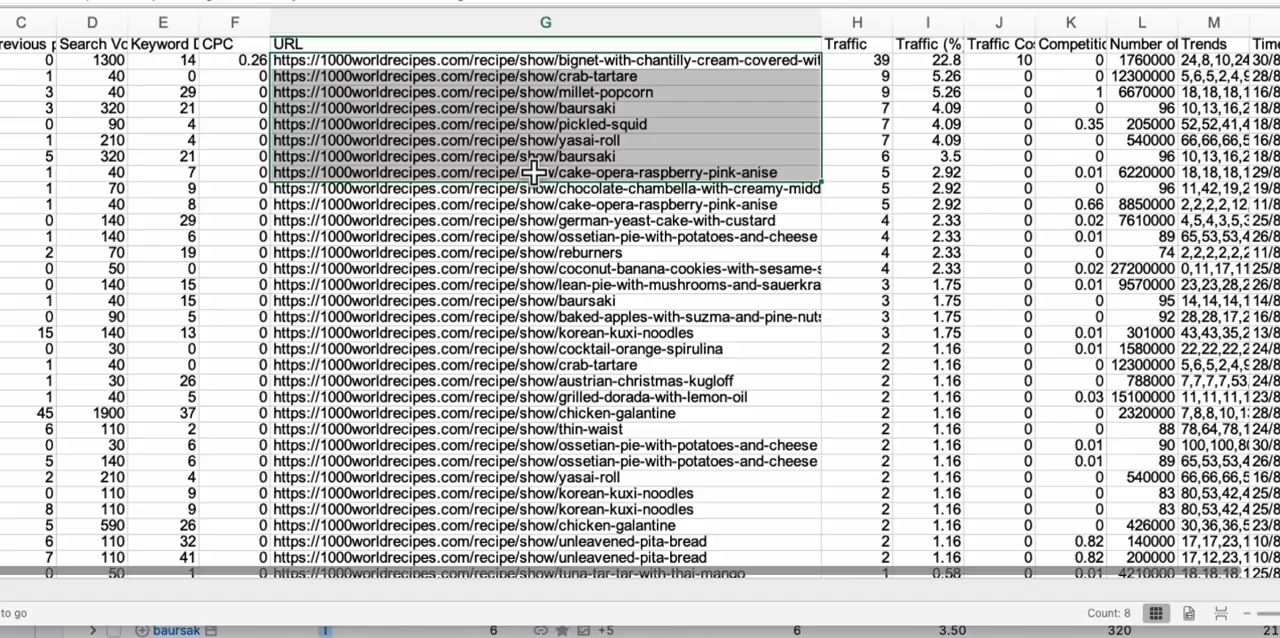 C D E F G H I J K L M
revious p Search Vo Keyword D CPC URL Traffic Traffic (% Traffic Co Competitic Number of Trends Time
0 1300 14 0.26 https://1000worldrecipes.com/recipe/show/bignet-with-chantilly-cream-covered-wit 39 22.8 10 0 1760000 24,8,10,24 30/8
1 40 0 0 https://1000worldrecipes.com/recipe/show/crab-tartare 9 5.26 0 0 12300000 5,6,5,2,4,9 28/8
3 40 29 0 https://1000worldrecipes.com/recipe/show/millet-popcorn 9 5.26 0 1 6670000 18,18,18,1 29/8
3 320 21 0 https://1000worldrecipes.com/recipe/show/baursaki 7 4.09 0 0 96 10,13,16,2 18/8
0 90 4 0 https://1000worldrecipes.com/recipe/show/pickled-squid 7 4.09 0 0.35 205000 52,52,41,4 18/8
1 210 4 0 https://1000worldrecipes.com/recipe/show/yasai-roll 7 4.09 0 0 540000 66,66,66,5 16/8
5 320 21 0 https://1000worldrecipes.com/recipe/show/baursaki 6 3.5 0 0 96 10,13,16,2 18/8
1 40 7 0 https://1000worldrecipes.com/recipe/show/cake-opera-raspberry-pink-anise 5 2.92 0 0.01 6220000 18,18,18,1 29/8
1 70 9 0 https://1000worldrecipes.com/recipe/show/chocolate-chambella-with-creamy-midd 5 2.92 0 0 96 11,42,19,2 19/8
1 40 8 0 https://1000worldrecipes.com/recipe/show/cake-opera-raspberry-pink-anise 5 2.92 0 0.66 8850000 2,2,2,2,12, 11/8
0 140 29 0 https://1000worldrecipes.com/recipe/show/german-yeast-cake-with-custard 4 2.33 0 0.02 7610000 4,5,4,3,5,3 25/8
1 140 6 0 https://1000worldrecipes.com/recipe/show/ossetian-pie-with-potatoes-and-cheese 4 2.33 0 0.01 89 65,53,53,4 26/8
2 70 19 0 https://1000worldrecipes.com/recipe/show/reburners 4 2.33 0 0 74 2,2,2,2,2,2 11/8
0 50 0 0 https://1000worldrecipes.com/recipe/show/coconut-banana-cookies-with-sesame-s 4 2.33 0 0.02 27200000 0,11,17,11 25/8
0 140 15 0 https://1000worldrecipes.com/recipe/show/lean-pie-with-mushrooms-and-sauerkra 3 1.75 0 0.01 9570000 23,23,28,2 26/8
1 40 15 0 https://1000worldrecipes.com/recipe/show/baursaki 3 1.75 0 0 95 14,14,14,1 14/8
0 90 5 0 https://1000worldrecipes.com/recipe/show/baked-apples-with-suzma-and-pine-nuts 3 1.75 0 0 92 28,28,17,2 16/8
15 140 13 0 https://1000worldrecipes.com/recipe/show/korean-kuxi-noodles 3 1.75 0 0.01 301000 43,43,35,2 13/8
0 30 0 0 https://1000worldrecipes.com/recipe/show/cocktail-orange-spirulina 2 1.16 0 0.01 1580000 22,22,22,2 22/8
1 40 0 0 https://1000worldrecipes.com/recipe/show/crab-tartare 2 1.16 0 0 12300000 5,6,5,2,4,9 28/8
1 30 26 0 https://1000worldrecipes.com/recipe/show/austrian-christmas-kugloff 2 1.16 0 0 788000 7,7,7,7,53, 24/8
1 40 5 0 https://1000worldrecipes.com/recipe/show/grilled-dorada-with-lemon-oil 2 1.16 0 0.03 15100000 11,11,11,1 23/8
45 1900 37 0 https://1000worldrecipes.com/recipe/show/chicken-galantine 2 1.16 0 0 2320000 7,8,8,10,1 28/8
6 110 2 0 https://1000worldrecipes.com/recipe/show/thin-waist 2 1.16 0 0 88 78,64,78,1 24/8
0 30 6 0 https://1000worldrecipes.com/recipe/show/ossetian-pie-with-potatoes-and-cheese 2 1.16 0 0.01 90 100,100,8 30/8
5 140 6 0 https://1000worldrecipes.com/recipe/show/ossetian-pie-with-potatoes-and-cheese 2 1.16 0 0.01 89 65,53,53,4 26/8
2 210 4 0 https://1000worldrecipes.com/recipe/show/yasai-roll 2 1.16 0 0 540000 66,66,66,5 16/8
0 110 9 0 https://1000worldrecipes.com/recipe/show/korean-kuxi-noodles 2 1.16 0 0 83 80,53,42,4 25/8
8 110 9 0 https://1000worldrecipes.com/recipe/show/korean-kuxi-noodles 2 1.16 0 0 83 80,53,42,4 25/8
5 590 26 0 https://1000worldrecipes.com/recipe/show/chicken-galantine 2 1.16 0 0 426000 30,36,36,5 23/8
6 110 32 0 https://1000worldrecipes.com/recipe/show/unleavened-pita-bread 2 1.16 0 0.82 140000 17,17,23,1 10/8
7 110 41 0 https://1000worldrecipes.com/recipe/show/unleavened-pita-bread 2 1.16 0 0.82 200000 17,12,23,1 10/8
0 50 1 0 https://1000worldrecipes.com/recipe/show/tuna-tar-tar-with-thai-mango 1 0.58 0 0.01 4210000 18,18,18,1 25/8
to go Count: 8
baursak I 6 +5 6 3.50 320 21